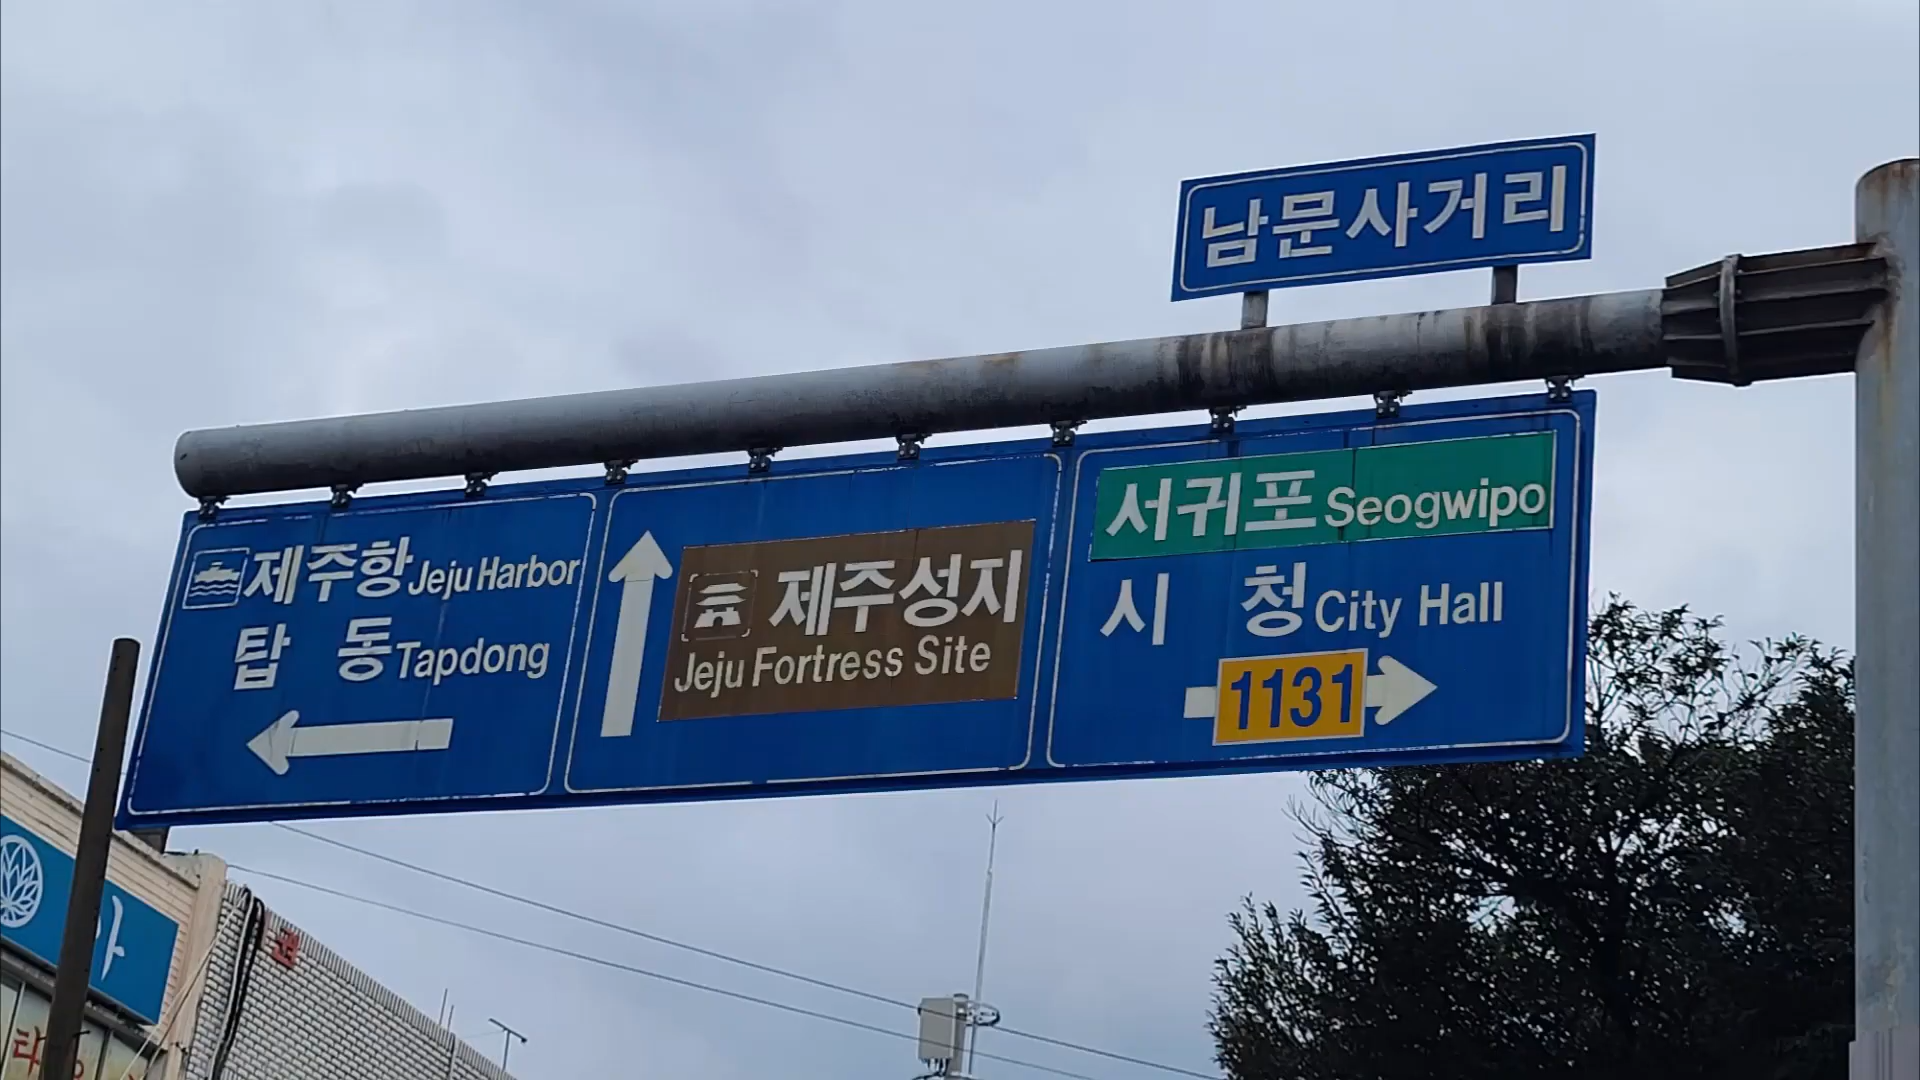 남문사거리
제주항 Jeju Harbor
탑 동 Tapdong
제주성지
Jeju Fortress Site
서귀포 Seogwipo
시 청 City Hall
1131